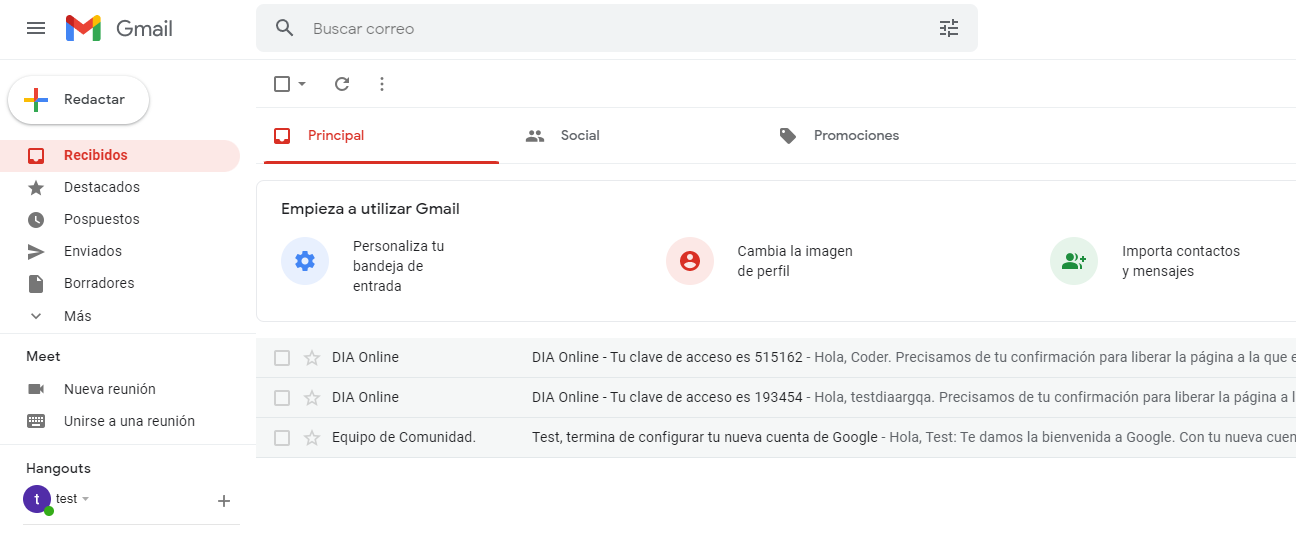 Gmail
Buscar correo
Redactar
Principal
Social
Promociones
Recibidos
Destacados
Pospuestos
Enviados
Borradores
Más
Empieza a utilizar Gmail
Personaliza tu
bandeja de
entrada
Cambia la imagen
de perfil
Importa contactos
y mensajes
Meet
Nueva reunión
Unirse a una reunión
Hangouts
t test
DIA Online DIA Online - Tu clave de acceso es 515162 - Hola, Coder. Precisamos de tu confirmación para liberar la página a la que
DIA Online DIA Online - Tu clave de acceso es 193454 - Hola, testdiaargqa. Precisamos de tu confirmación para liberar la página a
Equipo de Comunidad. Test, termina de configurar tu nueva cuenta de Google - Hola, Test: Te damos la bienvenida a Google. Con tu nueva